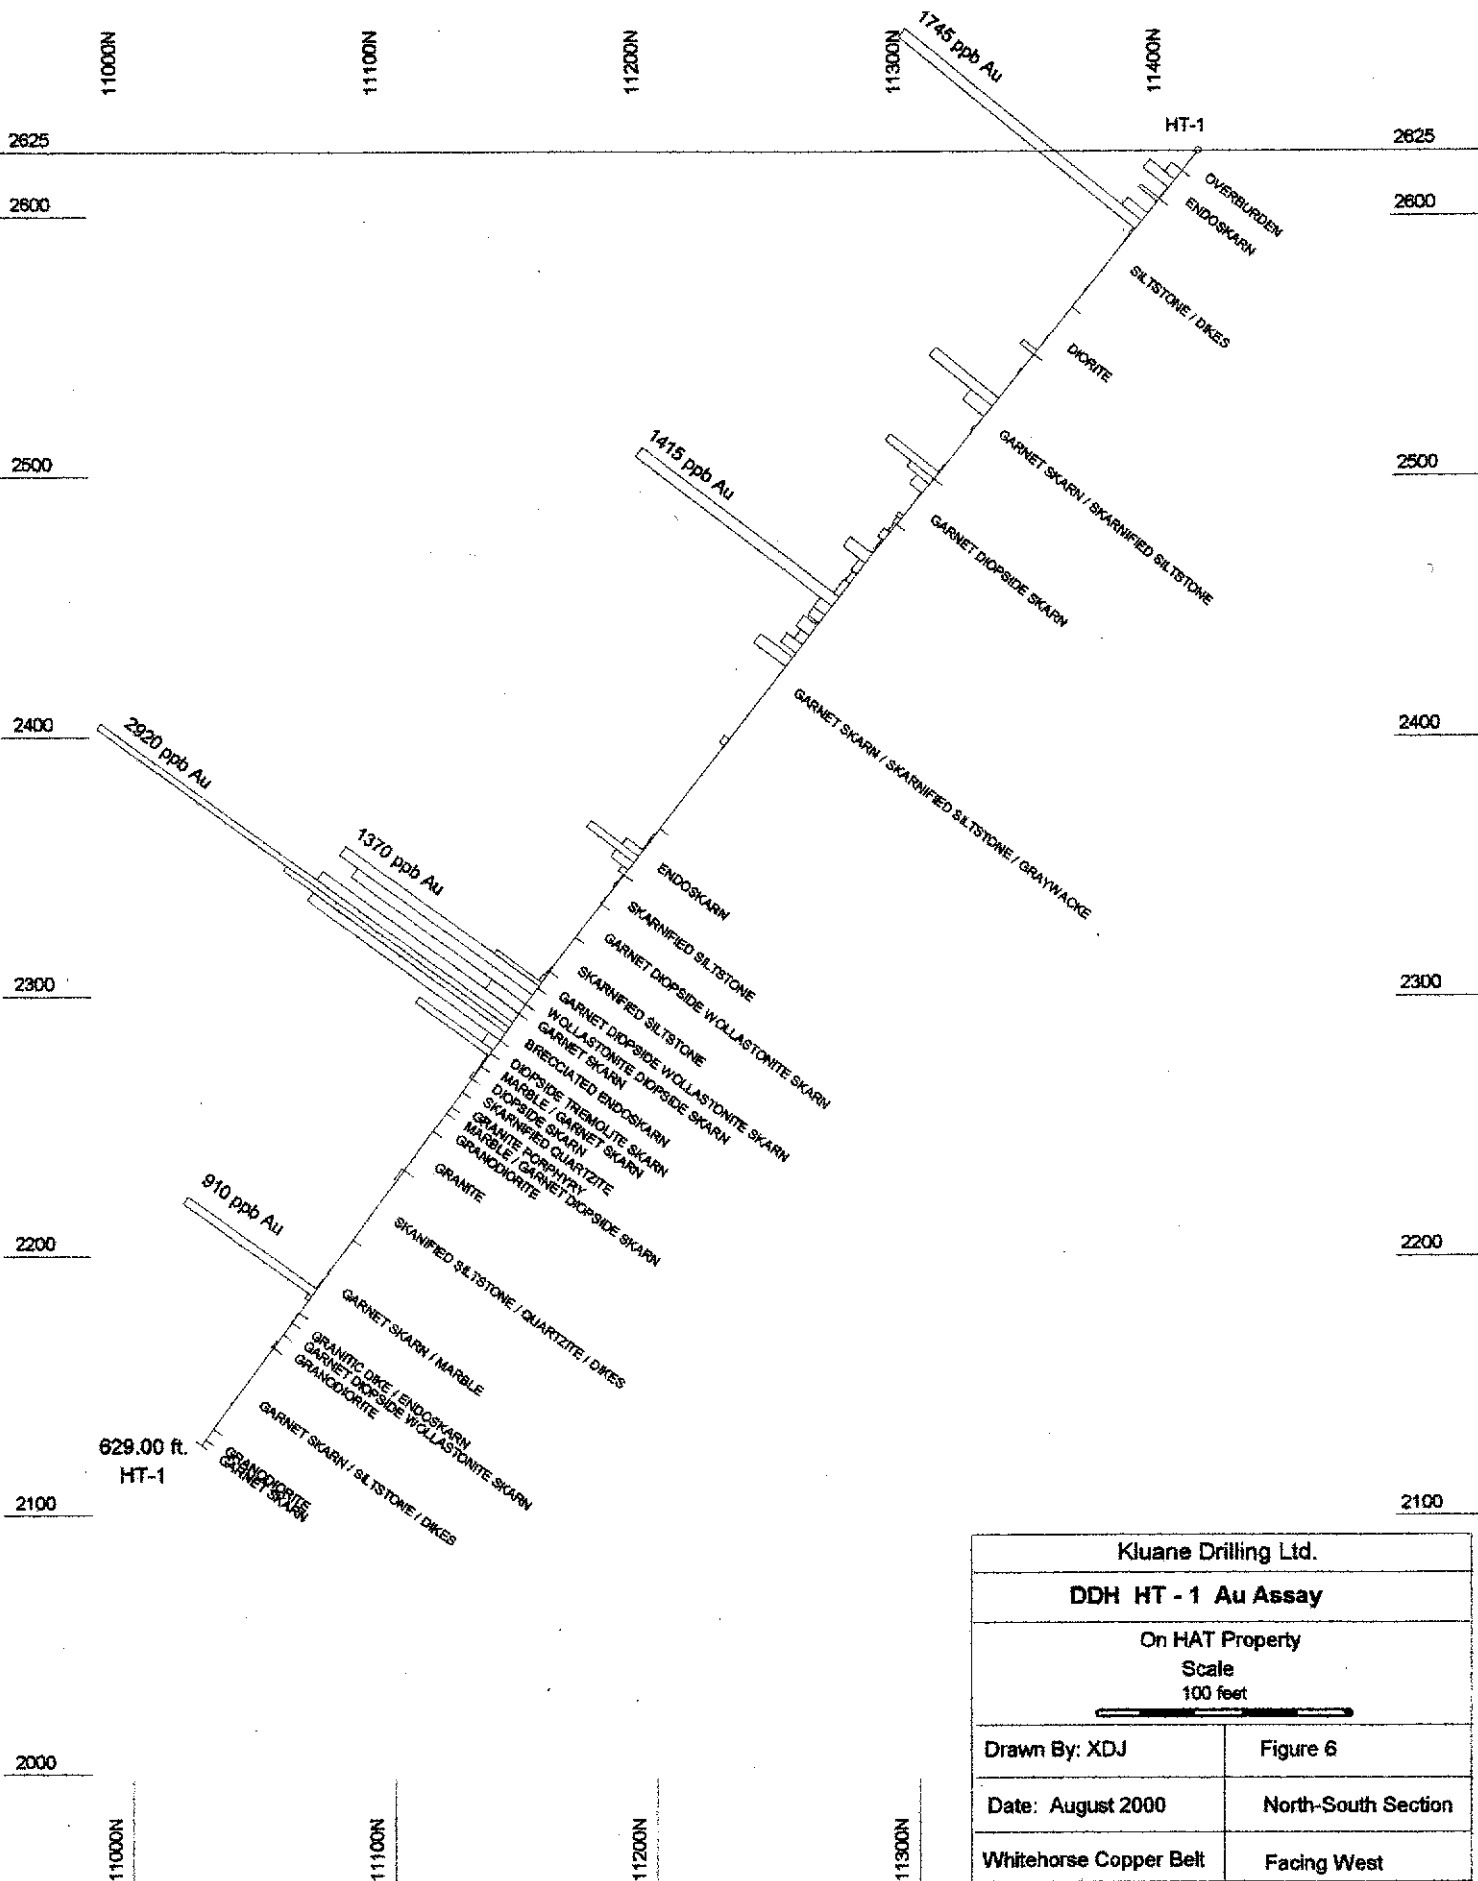 11000N
11100N
11200N
11300N
11400N
1745 ppb Au
HT-1
2625
2625
OVERBURDEN
2600
2600
ENDOSKARN
SILTSTONE / DIKES
DIORITE
GARNET SKARN / SKARNIFIED SILTSTONE
1415 ppb Au
2500
2500
GARNET DIOPSIDE SKARN
GARNET SKARN / SKARNIFIED SILTSTONE / GRAYWACKE
2400
2400
2920 ppb Au
1370 ppb Au
ENDOSKARN
SKARNIFIED SILTSTONE
GARNET DIOPSIDE WOLLASTONITE SKARN
SKARNIFIED SILTSTONE
2300
2300
GARNET DIOPSIDE WOLLASTONITE SKARN
WOLLASTONITE DIOPSIDE SKARN
GARNET SKARN
BRECCIATED ENDOSKARN
DIOPSIDE TREMOLITE SKARN
MARBLE / GARNET SKARN
DIOPSIDE SKARN
SKARNIFIED QUARTZITE
GRANITE PORPHYRY
MARBLE / GARNET DIOPSIDE SKARN
GRANODIORITE
GRANITE
910 ppb Au
SKANIFIED SILTSTONE / QUARTZITE / DIKES
2200
2200
GARNET SKARN / MARBLE
GRANITIC DIKE / ENDOSKARN
GARNET DIOPSIDE WOLLASTONITE SKARN
GRANODIORITE
GARNET SKARN / SILTSTONE / DIKES
629.00 ft.
HT-1
GRANODIORITE
GARNET SKARN
2100
2100
Kluane Drilling Ltd.
DDH HT - 1 Au Assay
On HAT Property
Scale
100 feet
Drawn By: XDJ
Figure 6
2000
Date: August 2000
North-South Section
Whitehorse Copper Belt
Facing West
11000N
11100N
11200N
11300N